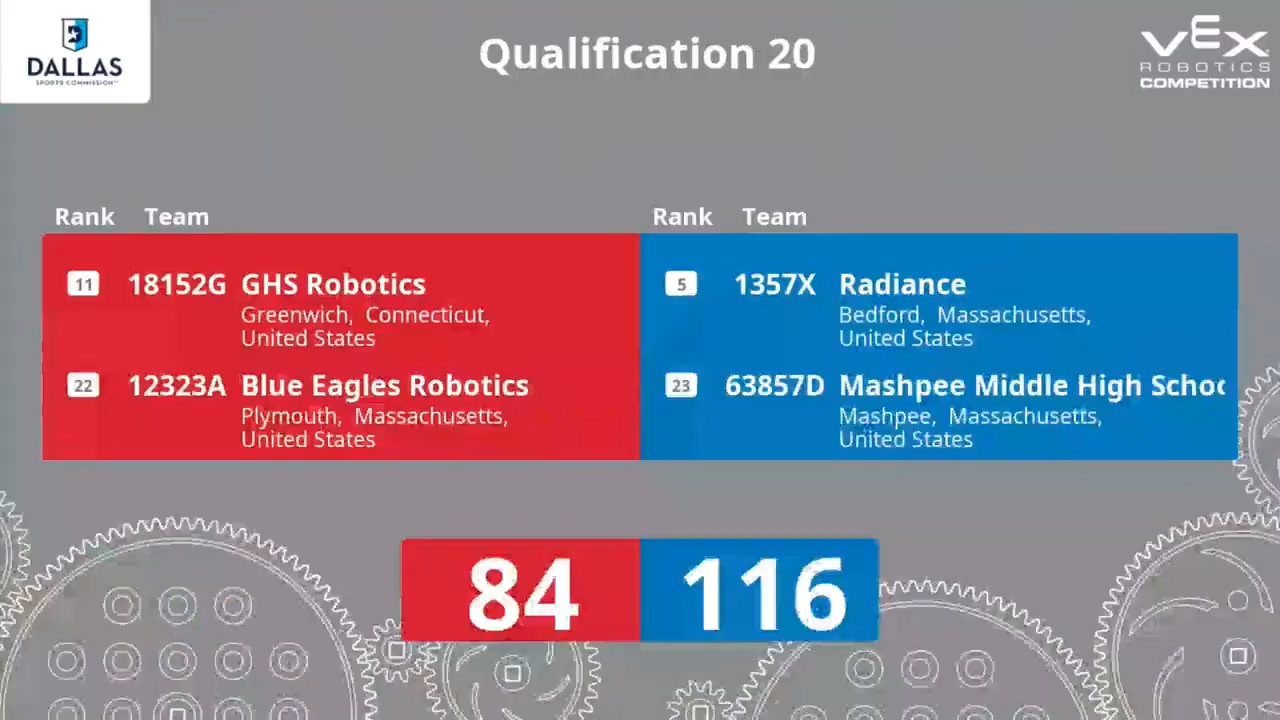 DALLAS
SPORTS COMMISSION™
Qualification 20
VEX
ROBOTICS
COMPETITION
Rank Team
11 18152G GHS Robotics
Greenwich, Connecticut,
United States
22 12323A Blue Eagles Robotics
Plymouth, Massachusetts,
United States
Rank Team
5 1357X Radiance
Bedford, Massachusetts,
United States
23 63857D Mashpee Middle High Schoo
Mashpee, Massachusetts,
United States
84 116